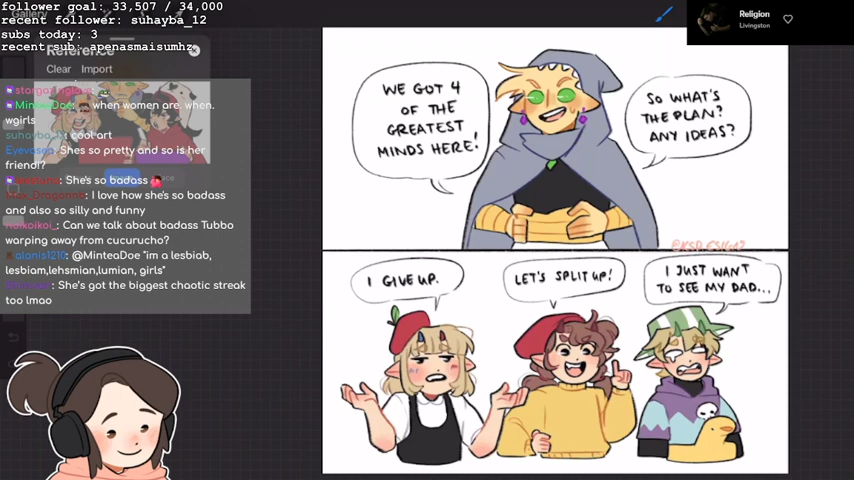 follower goal: 33,507 / 34,000
recent follower: suhayba_12
subs today: 3
recent sub: apenasmaisumhz
Gallery
Reference
Clear Import
MinteaDoe: when women are. when.
wgirls
cool art
Shes so pretty and so is her
friend!?
She's so badass
I love how she's so badass
and also so silly and funny
Can we talk about badass Tubbo
warping away from cucurucho?
alanis1210: @MinteaDoe "im a lesbiab,
lesbiam,lehsmian,lumian, girls"
She's got the biggest chaotic streak
too lmao
Religion
Livingston
WE GOT 4
OF THE
GREATEST
MINDS HERE!
SO WHAT'S
THE PLAN?
ANY IDEAS?
I GIVE UP.
LET'S SPLIT UP!
I JUST WANT
TO SEE MY DAD...